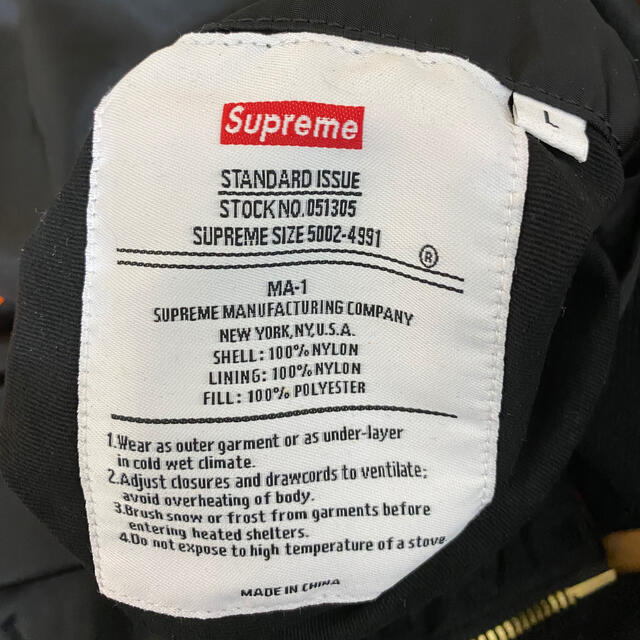 Supreme
L
STANDARD ISSUE
STOCK NO. 051305
SUPREME SIZE 5002-4991
®
MA-1
SUPREME MANUFACTURING COMPANY
NEW YORK, NY, U.S.A.
SHELL: 100% NYLON
LINING: 100% NYLON
FILL: 100% POLYESTER
1.Wear as outer garment or as under-layer
in cold wet climate.
2.Adjust closures and drawcords to ventilate;
avoid overheating of body.
3.Brush snow or frost from garments before
entering heated shelters.
4.Do not expose to high temperature of a stove
MADE IN CHINA